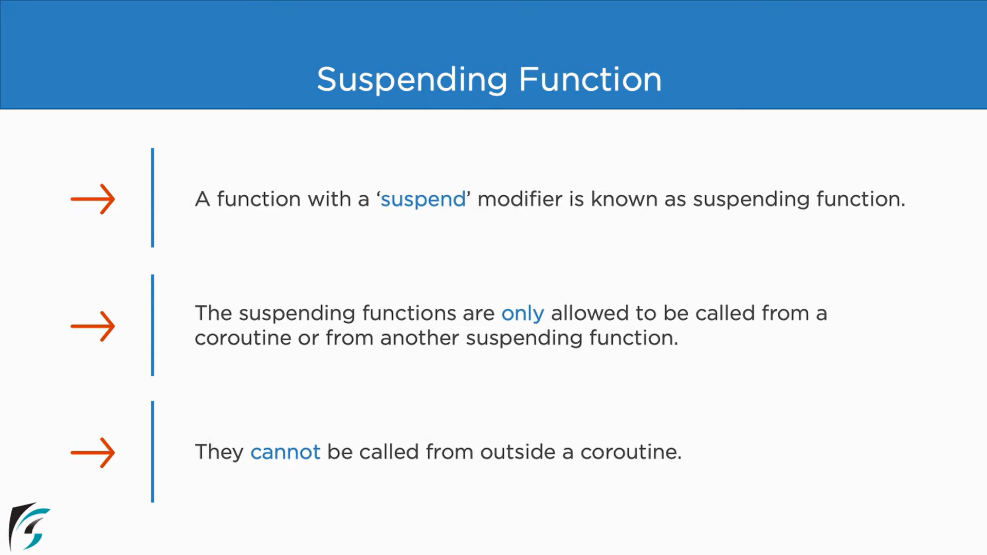 Suspending Function
A function with a ‘suspend’ modifier is known as suspending function.
The suspending functions are only allowed to be called from a
coroutine or from another suspending function.
They cannot be called from outside a coroutine.